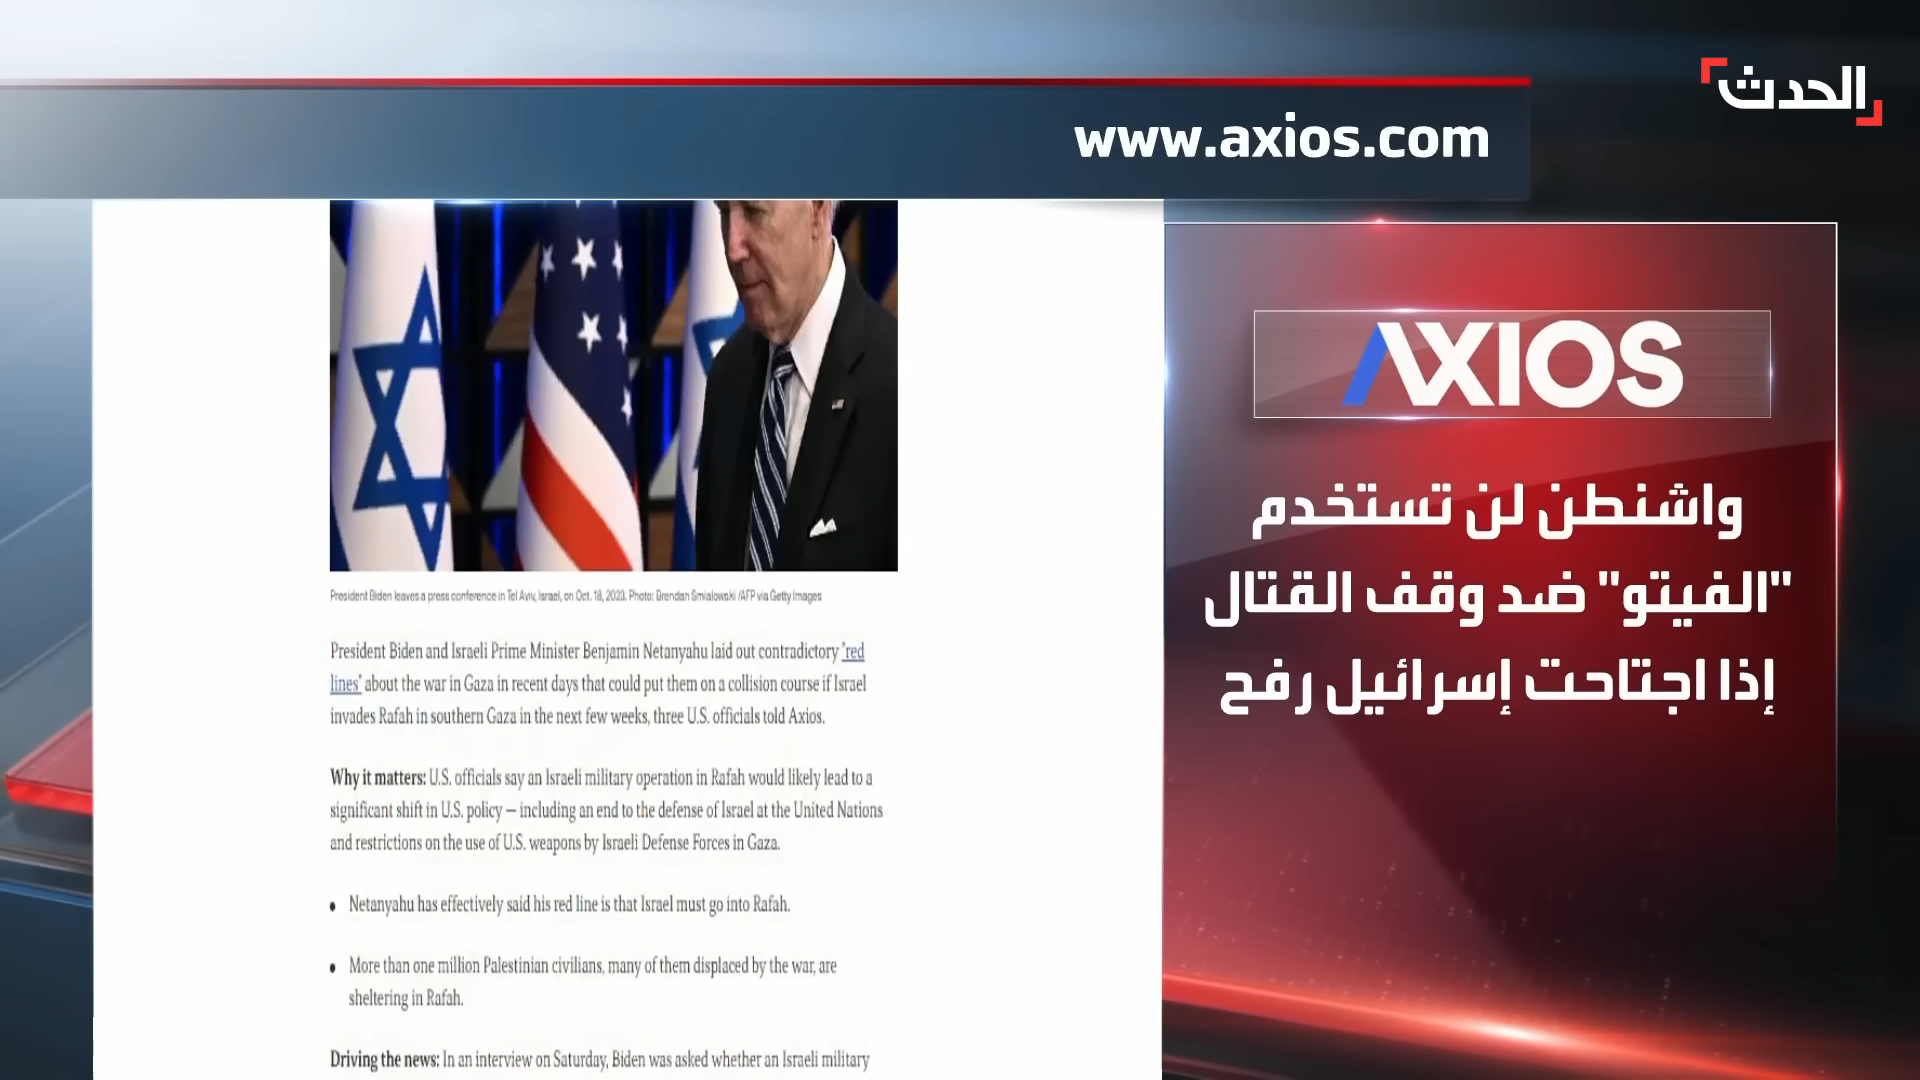 الحدث
www.axios.com
AXIOS
واشنطن لن تستخدم
"الفيتو" ضد وقف القتال
إذا اجتاحت إسرائيل رفح
President Biden leaves a press conference in Tel Aviv, Israel, on Oct. 18, 2023. Photo: Brendan Smialowski /AFP via Getty Images
President Biden and Israeli Prime Minister Benjamin Netanyahu laid out contradictory "red
lines" about the war in Gaza in recent days that could put them on a collision course if Israel
invades Rafah in southern Gaza in the next few weeks, three U.S. officials told Axios.
Why it matters: U.S. officials say an Israeli military operation in Rafah would likely lead to a
significant shift in U.S. policy — including an end to the defense of Israel at the United Nations
and restrictions on the use of U.S. weapons by Israeli Defense Forces in Gaza.
• Netanyahu has effectively said his red line is that Israel must go into Rafah.
• More than one million Palestinian civilians, many of them displaced by the war, are
sheltering in Rafah.
Driving the news: In an interview on Saturday, Biden was asked whether an Israeli military